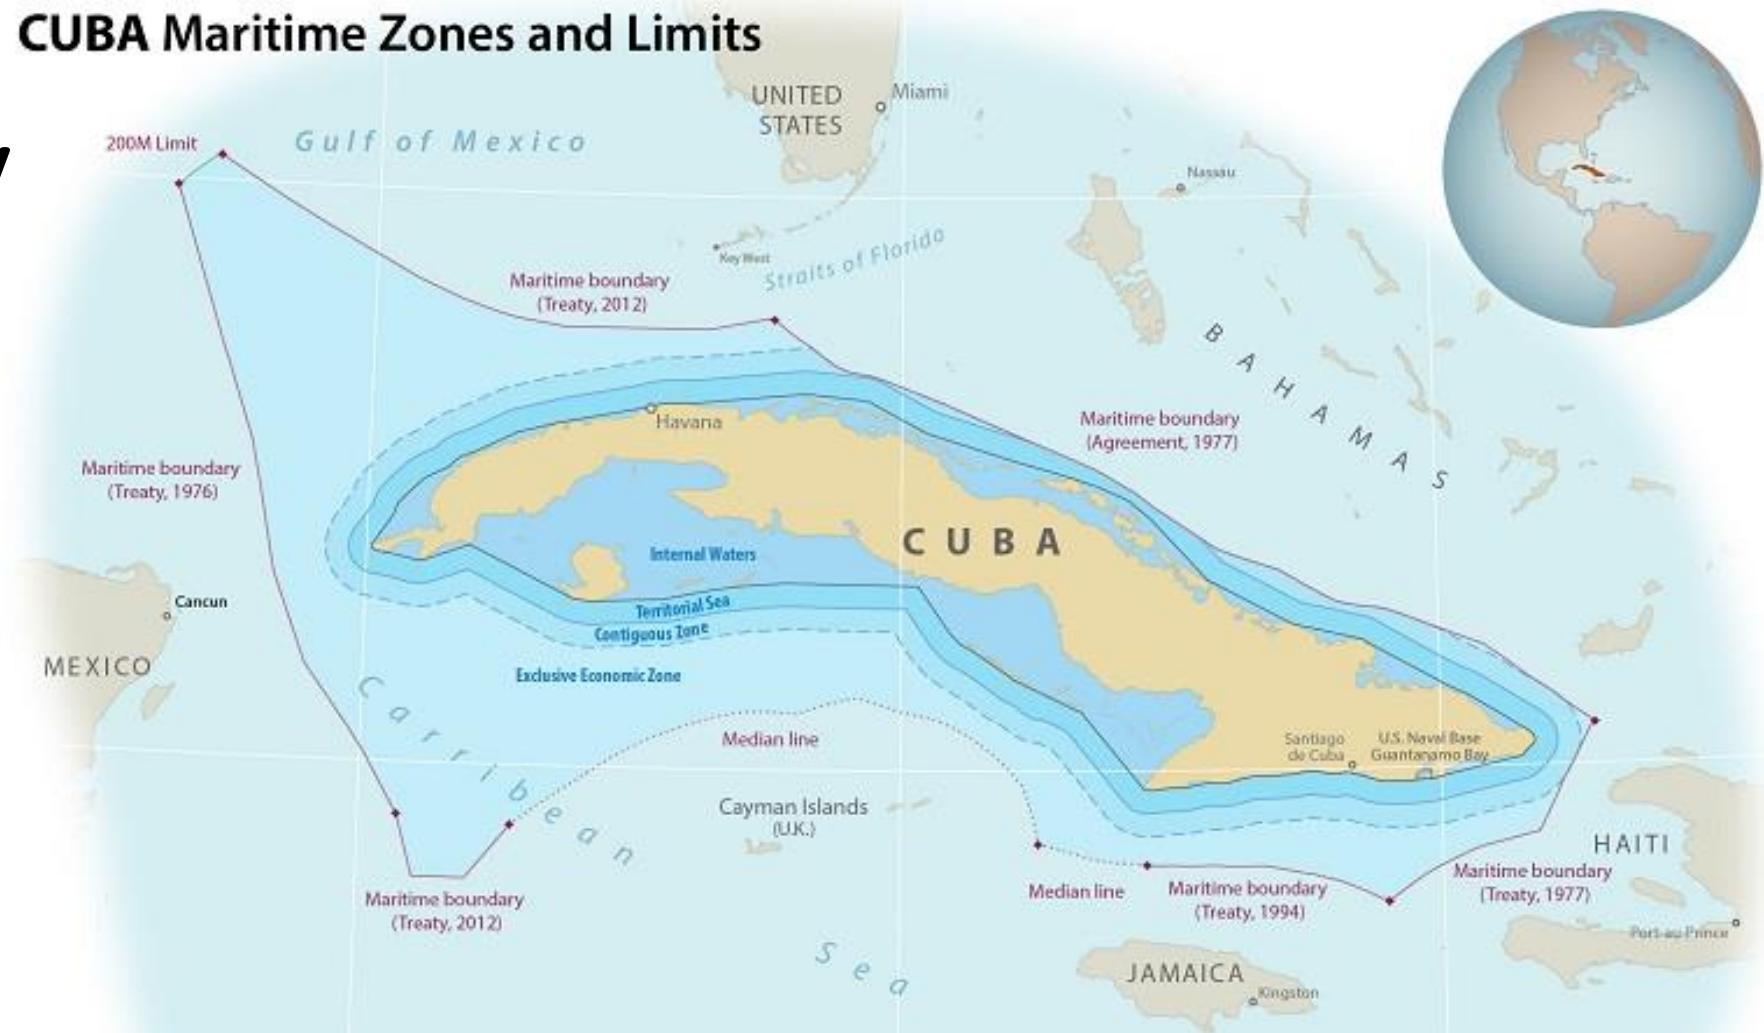 CUBA Maritime Zones and Limits
UNITED
STATES
Miami
200M Limit
Gulf of Mexico
Nassau
Key West
Straits of Florida
Maritime boundary
(Treaty, 2012)
BAHAMAS
Maritime boundary
(Agreement, 1977)
Havana
Maritime boundary
(Treaty, 1976)
CUBA
Internal Waters
Cancun
Territorial Sea
Contiguous Zone
MEXICO
Exclusive Economic Zone
Carribean
Sea
Median line
Santiago
de Cuba
U.S. Naval Base
Guantanamo Bay
Cayman Islands
(U.K.)
HAITI
Maritime boundary
(Treaty, 2012)
Median line
Maritime boundary
(Treaty, 1994)
Maritime boundary
(Treaty, 1977)
Port-au-Prince
JAMAICA
Kingston